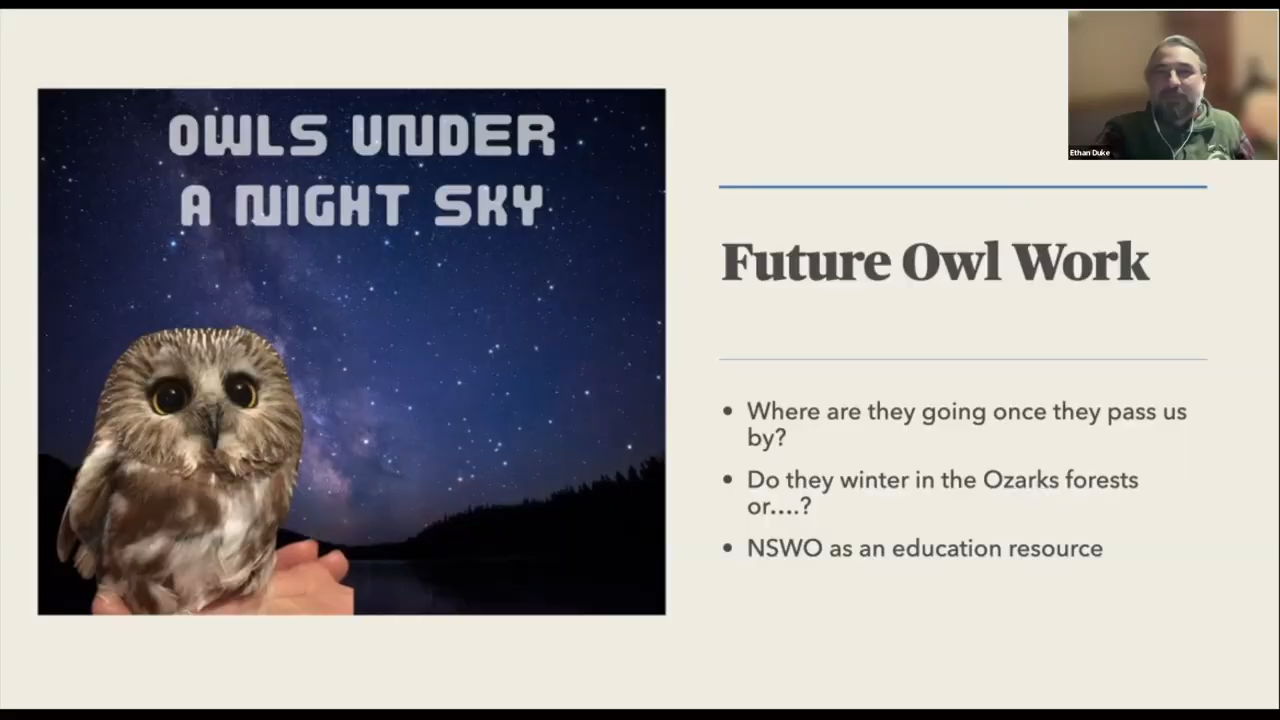 OWLS UNDER
A NIGHT SKY
Ethan Duke
Future Owl Work
• Where are they going once they pass us
by?
• Do they winter in the Ozarks forests
or....?
• NSWO as an education resource